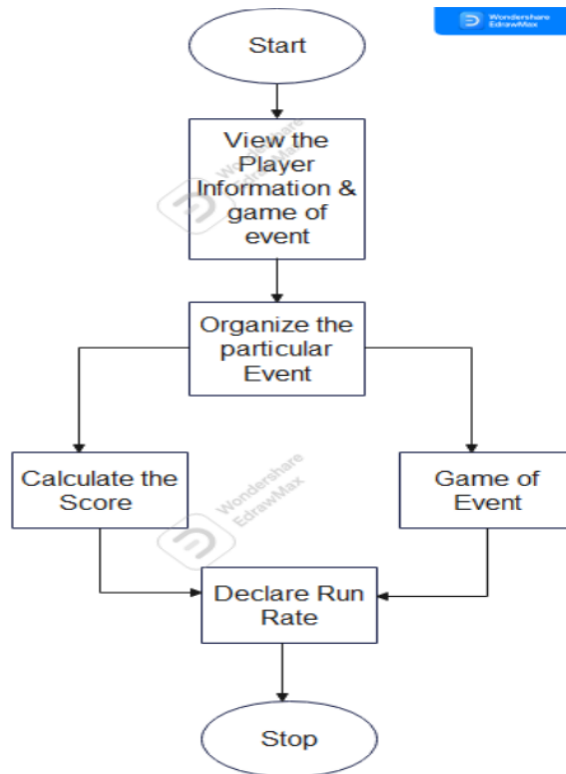 Wondershare
EdrawMax
Start
View the
Player
Information &
game of
event
Wondershare
EdrawMax
Organize the
particular
Event
Calculate the
Score
Game of
Event
Wondershare
EdrawMax
Declare Run
Rate
Stop